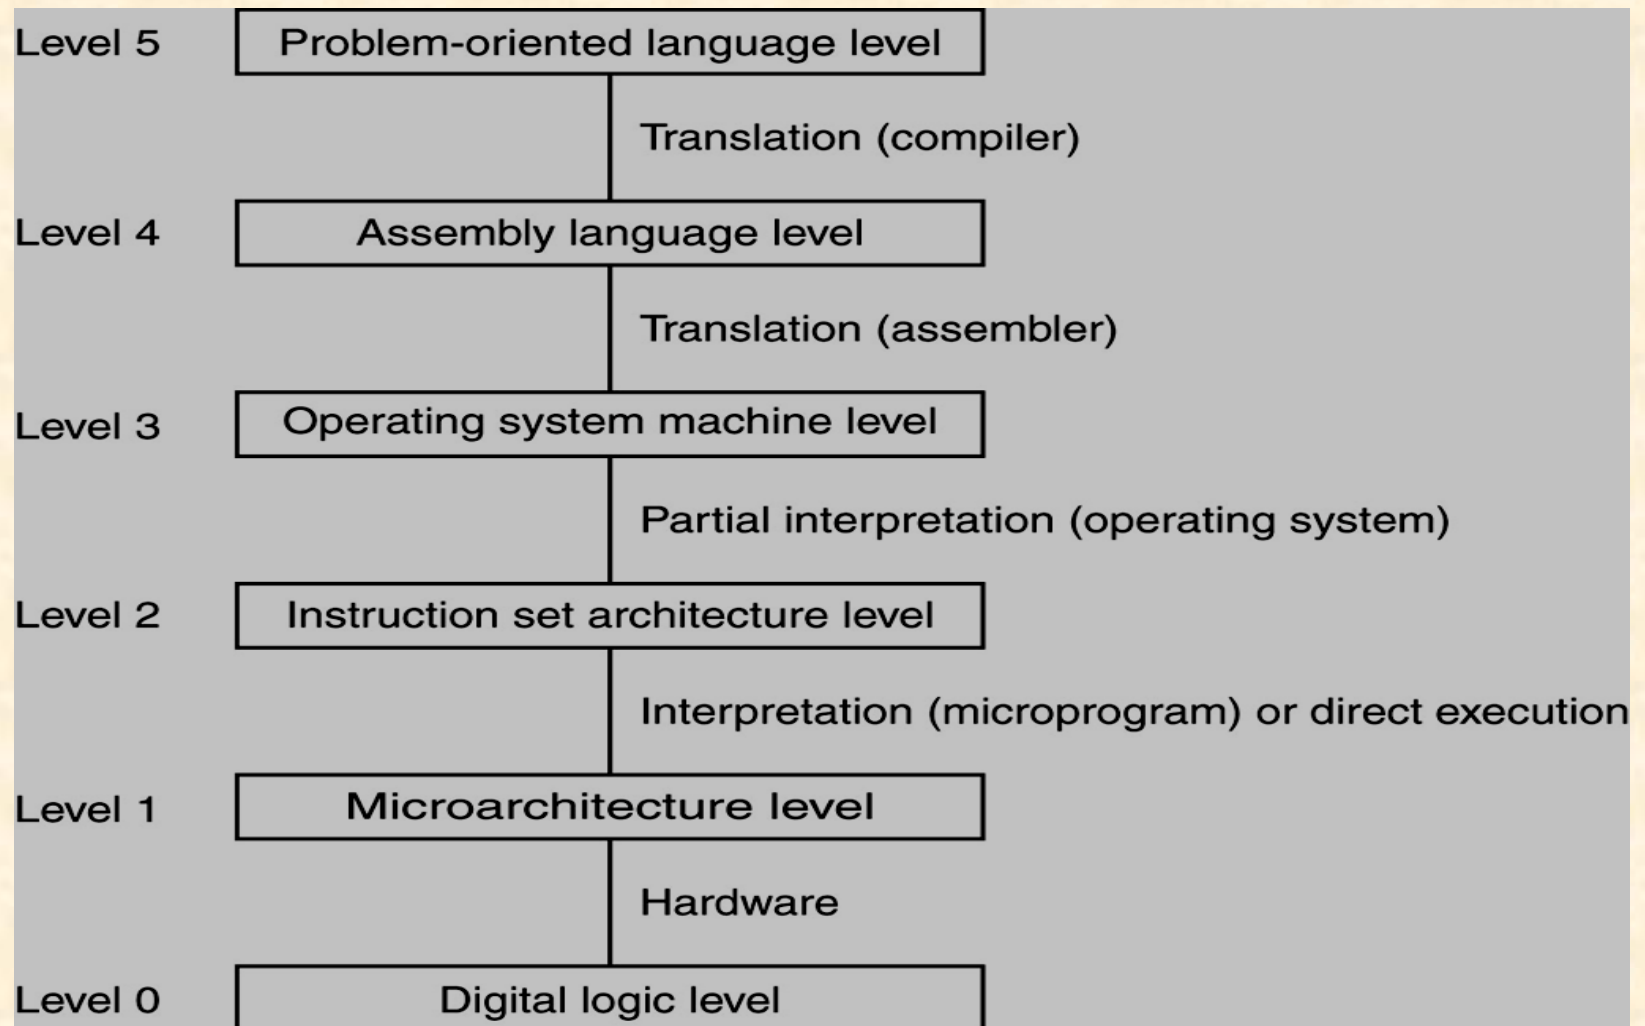 Level 5 Problem-oriented language level
Translation (compiler)
Level 4 Assembly language level
Translation (assembler)
Level 3 Operating system machine level
Partial interpretation (operating system)
Level 2 Instruction set architecture level
Interpretation (microprogram) or direct execution
Level 1 Microarchitecture level
Hardware
Level 0 Digital logic level